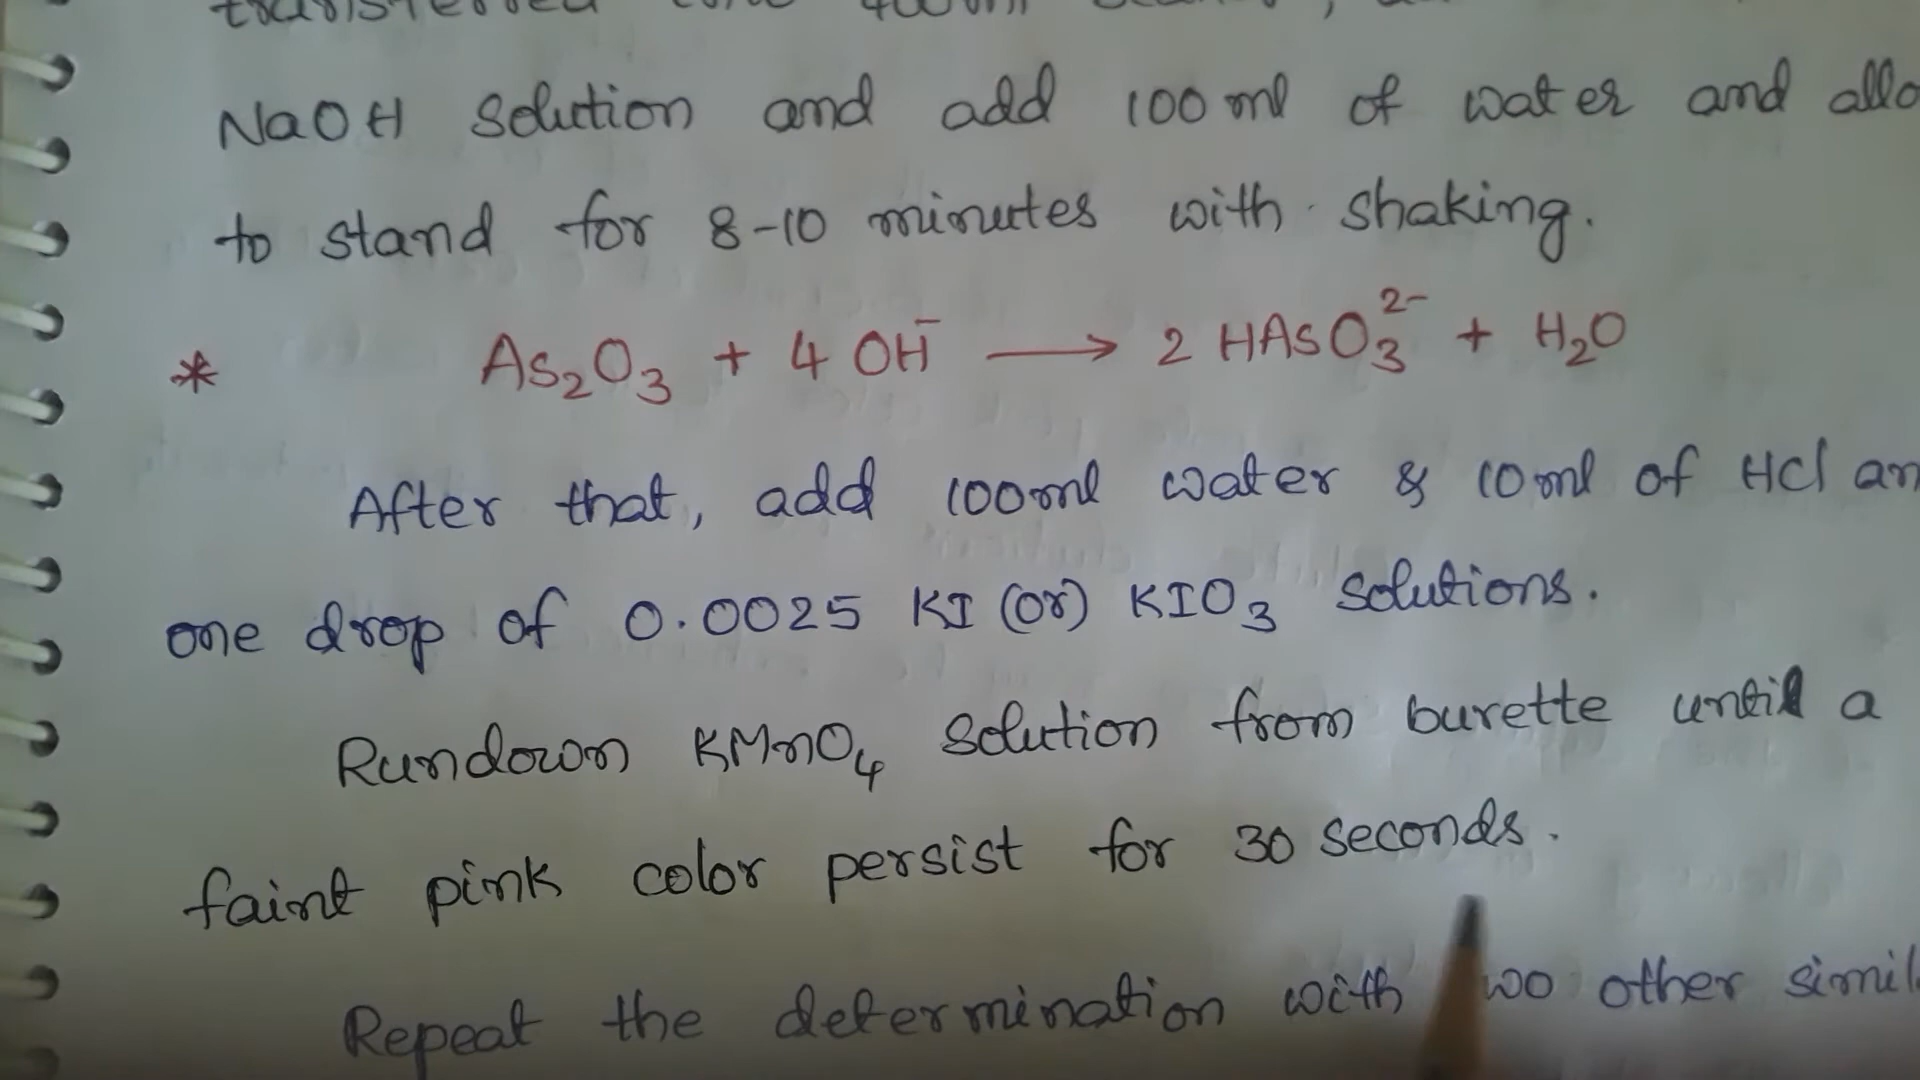 NaOH solution and add 100 ml of water and allo
to stand for 8-10 minutes with shaking.
* As₂O₃ + 4 OH⁻ ⟶ 2 HAsO₃²⁻ + H₂O
After that, add 100ml water & 10 ml of HCl an
one drop of 0.0025 KI (or) KIO₃ solutions.
Rundown KMnO₄ solution from burette until a
faint pink color persist for 30 seconds.
Repeat the determination with wo other simil